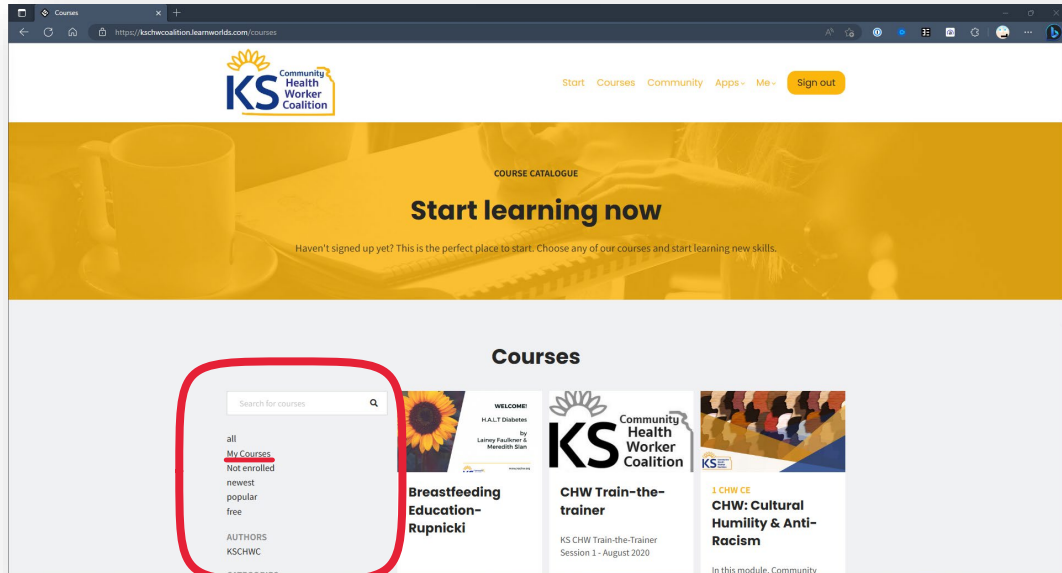 Courses
https://kschwcoalition.learnworlds.com/courses
KS Community
Health
Worker
Coalition
Start Courses Community Apps Me Sign out
COURSE CATALOGUE
Start learning now
Haven't signed up yet? This is the perfect place to start. Choose any of our courses and start learning new skills.
Courses
Search for courses
all
My Courses
Not enrolled
newest
popular
free
AUTHORS
KSCHWC
CATEGORIES
WELCOME!
H.A.L.T Diabetes
by
Lainey Faulkner &
Meredith Slan
Breastfeeding
Education-
Rupnicki
KS Community
Health
Worker
Coalition
CHW Train-the-
trainer
KS CHW Train-the-Trainer
Session 1 - August 2020
KS
1 CHW CE
CHW: Cultural
Humility & Anti-
Racism
In this module, Community